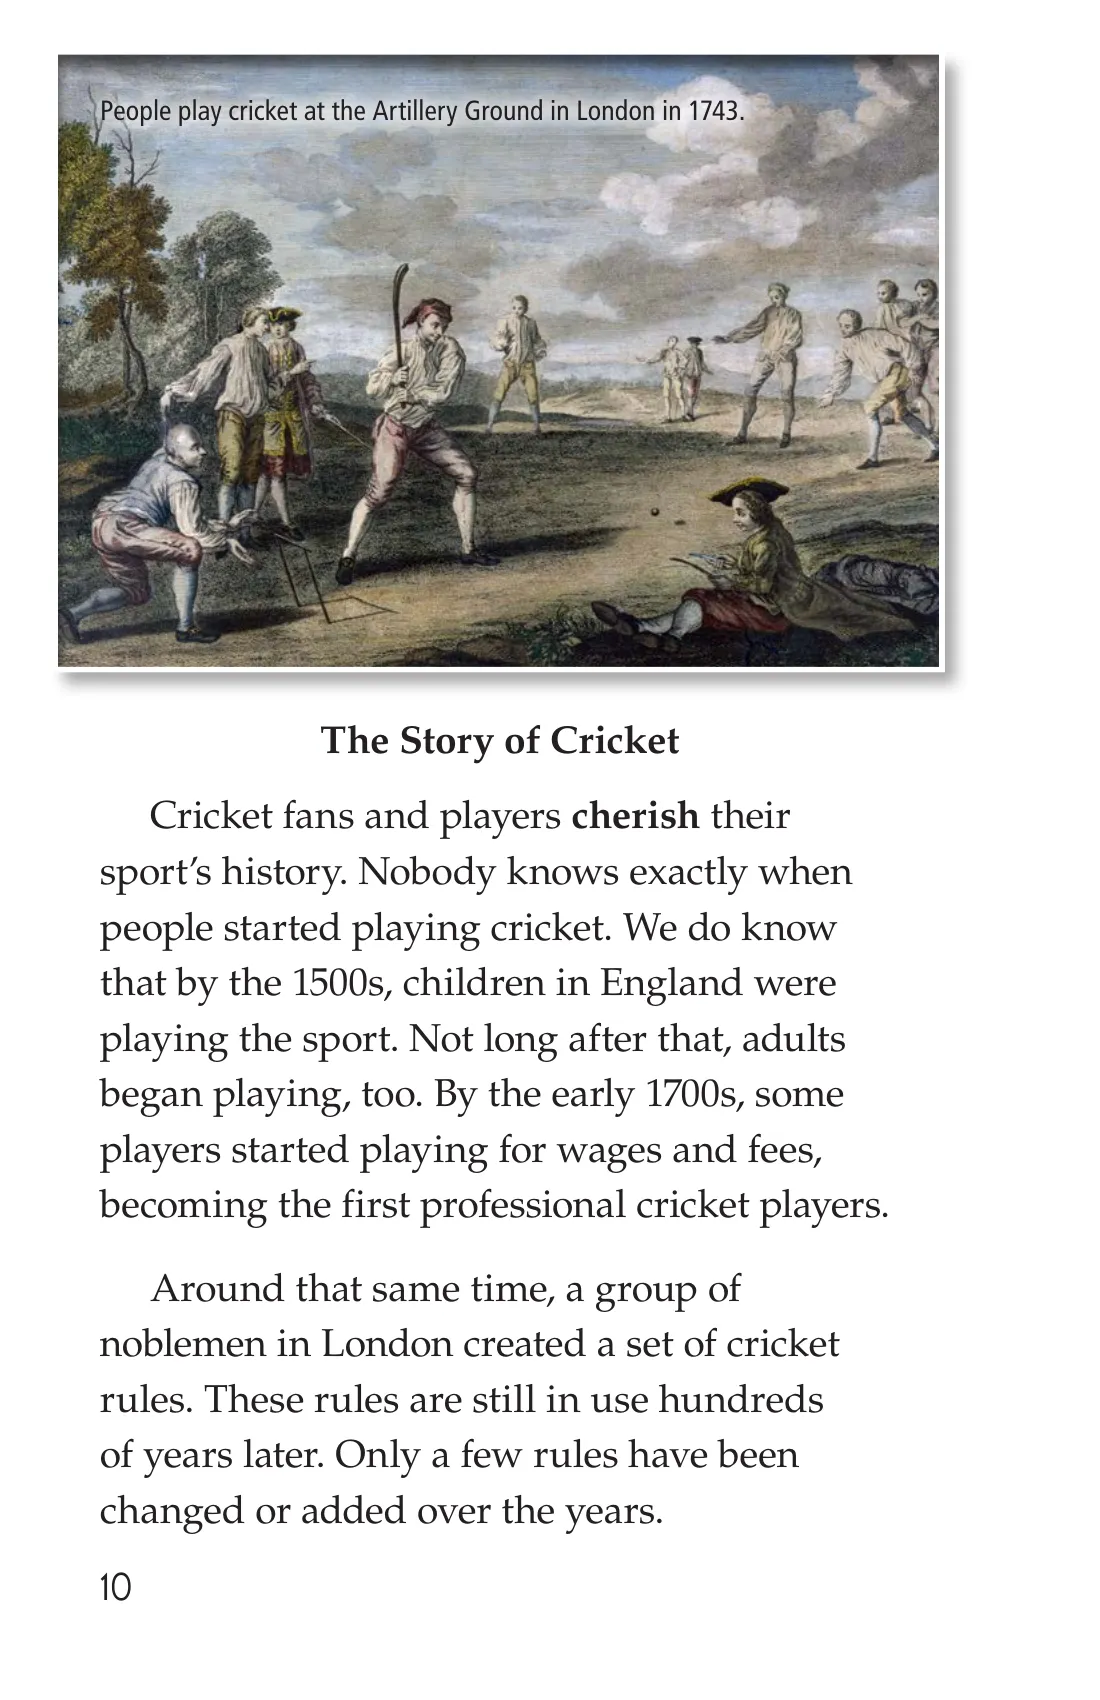 People play cricket at the Artillery Ground in London in 1743.
The Story of Cricket
Cricket fans and players cherish their
sport’s history. Nobody knows exactly when
people started playing cricket. We do know
that by the 1500s, children in England were
playing the sport. Not long after that, adults
began playing, too. By the early 1700s, some
players started playing for wages and fees,
becoming the first professional cricket players.
Around that same time, a group of
noblemen in London created a set of cricket
rules. These rules are still in use hundreds
of years later. Only a few rules have been
changed or added over the years.
10